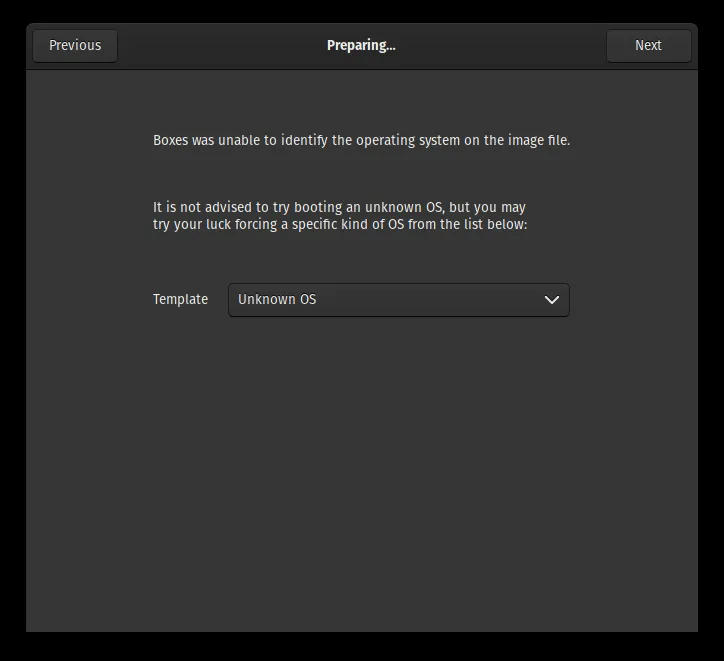 Previous
Preparing...
Next
Boxes was unable to identify the operating system on the image file.
It is not advised to try booting an unknown OS, but you may
try your luck forcing a specific kind of OS from the list below:
Template
Unknown OS